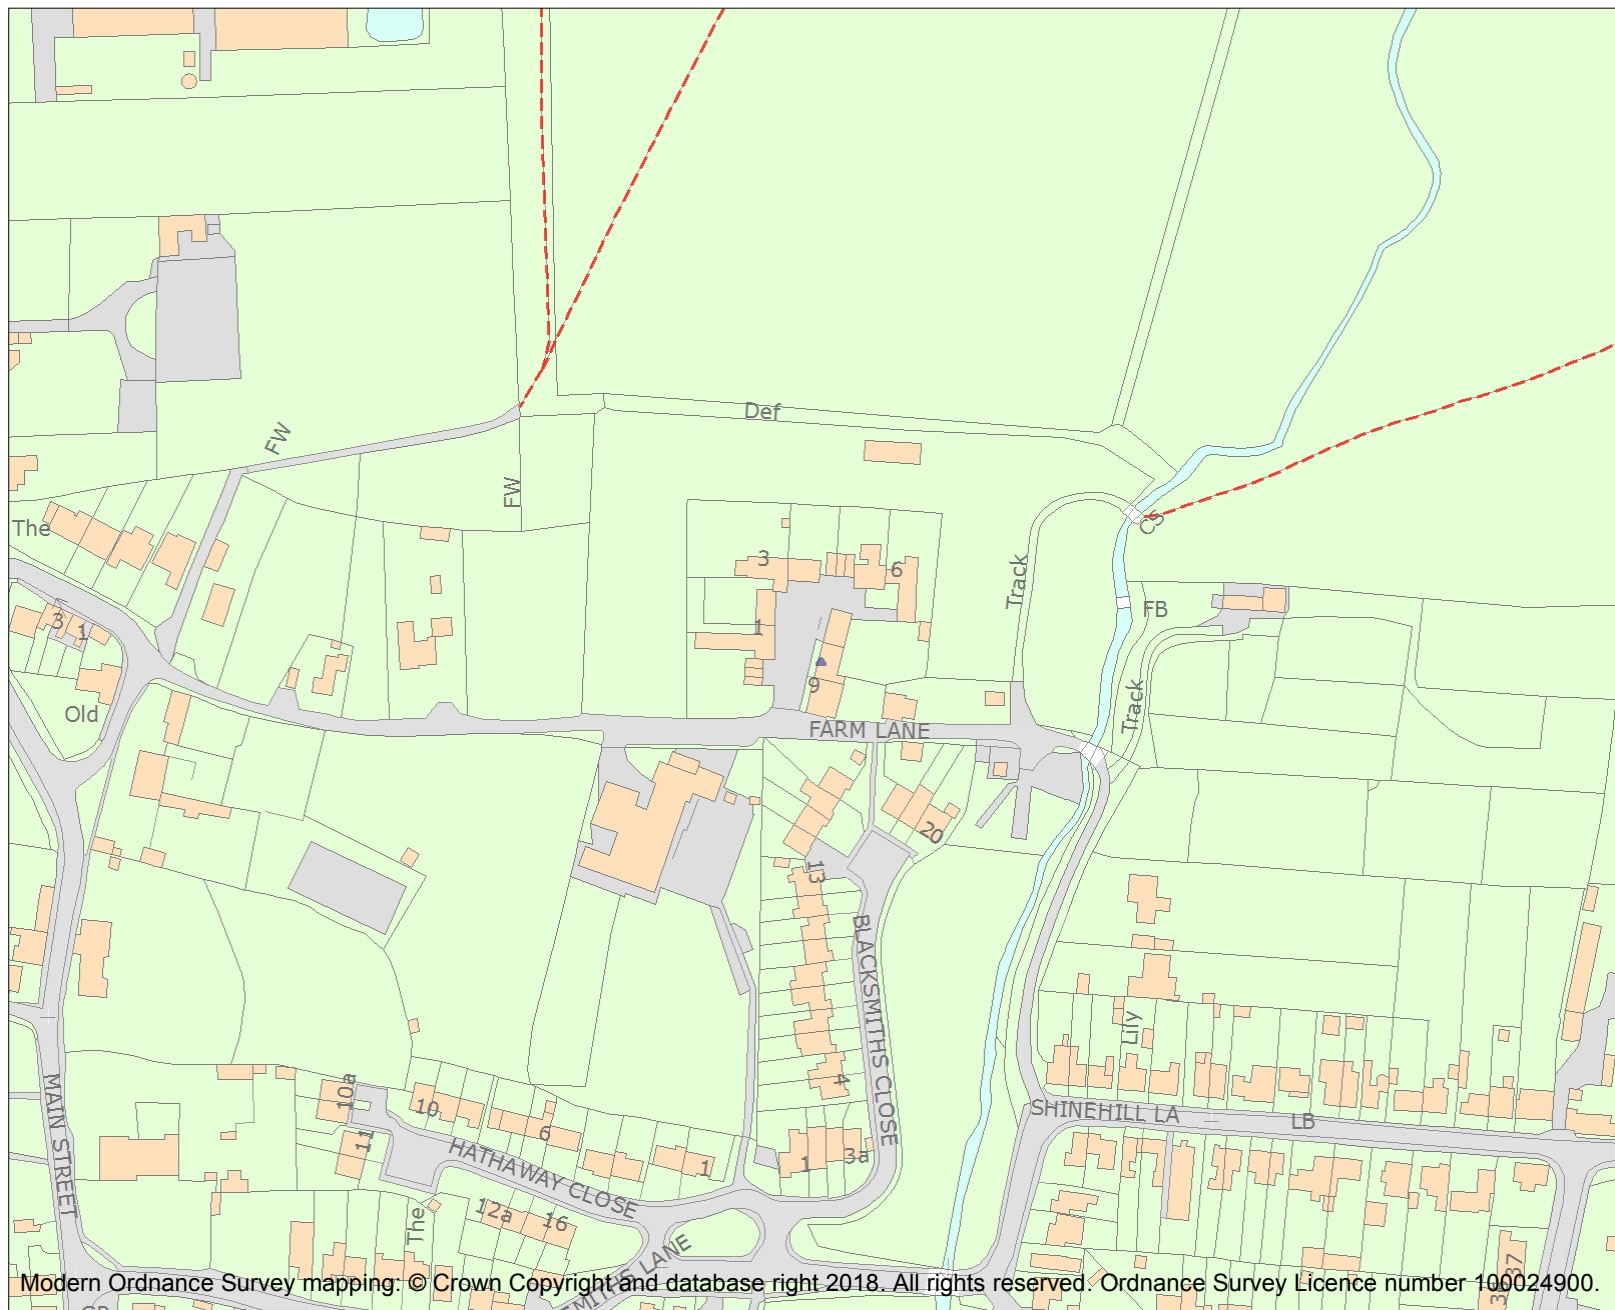 Def
FW
FW
The
CS
3
6
Track
FB
3
1
1
9
Old
Track
FARM LANE
20
13
BLACKSMITHS CLOSE
Lily
4
MAIN STREET
10a
10
11
6
SHINEHILL LA
LB
HATHAWAY CLOSE
1
1
3a
The
12a
16
37
Modern Ordnance Survey mapping: © Crown Copyright and database right 2018. All rights reserved. Ordnance Survey Licence number 100024900.